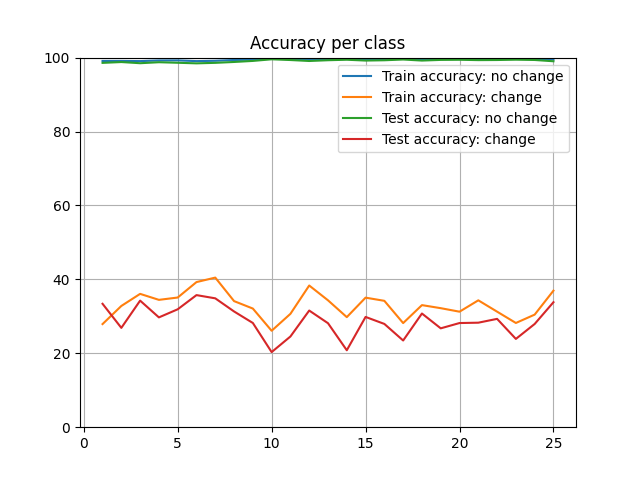 Accuracy per class
100
80
60
40
20
0
Train accuracy: no change
Train accuracy: change
Test accuracy: no change
Test accuracy: change
0 5 10 15 20 25